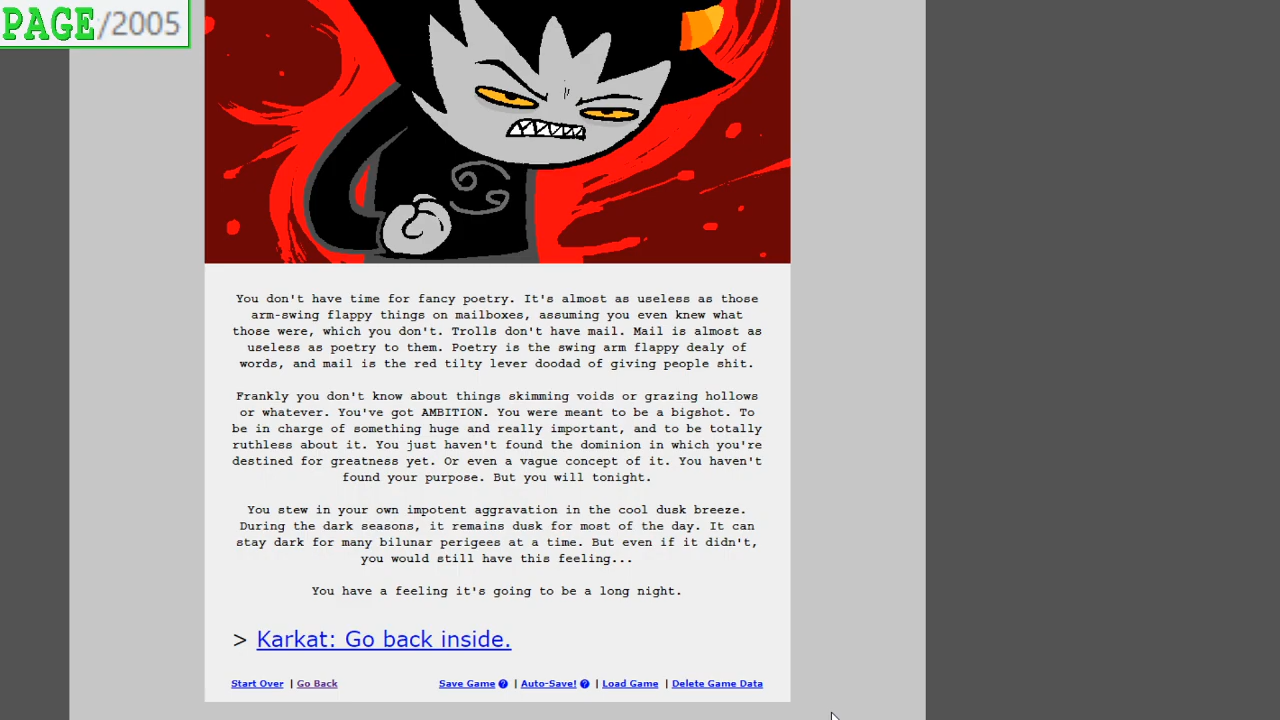 PAGE/2005
You don't have time for fancy poetry. It's almost as useless as those
arm-swing flappy things on mailboxes, assuming you even knew what
those were, which you don't. Trolls don't have mail. Mail is almost as
useless as poetry to them. Poetry is the swing arm flappy dealy of
words, and mail is the red tilty lever doodad of giving people shit.
Frankly you don't know about things skimming voids or grazing hollows
or whatever. You've got AMBITION. You were meant to be a bigshot. To
be in charge of something huge and really important, and to be totally
ruthless about it. You just haven't found the dominion in which you're
destined for greatness yet. Or even a vague concept of it. You haven't
found your purpose. But you will tonight.
You stew in your own impotent aggravation in the cool dusk breeze.
During the dark seasons, it remains dusk for most of the day. It can
stay dark for many bilunar perigees at a time. But even if it didn't,
you would still have this feeling...
You have a feeling it's going to be a long night.
> Karkat: Go back inside.
Start Over | Go Back Save Game ? | Auto-Save! ? | Load Game | Delete Game Data